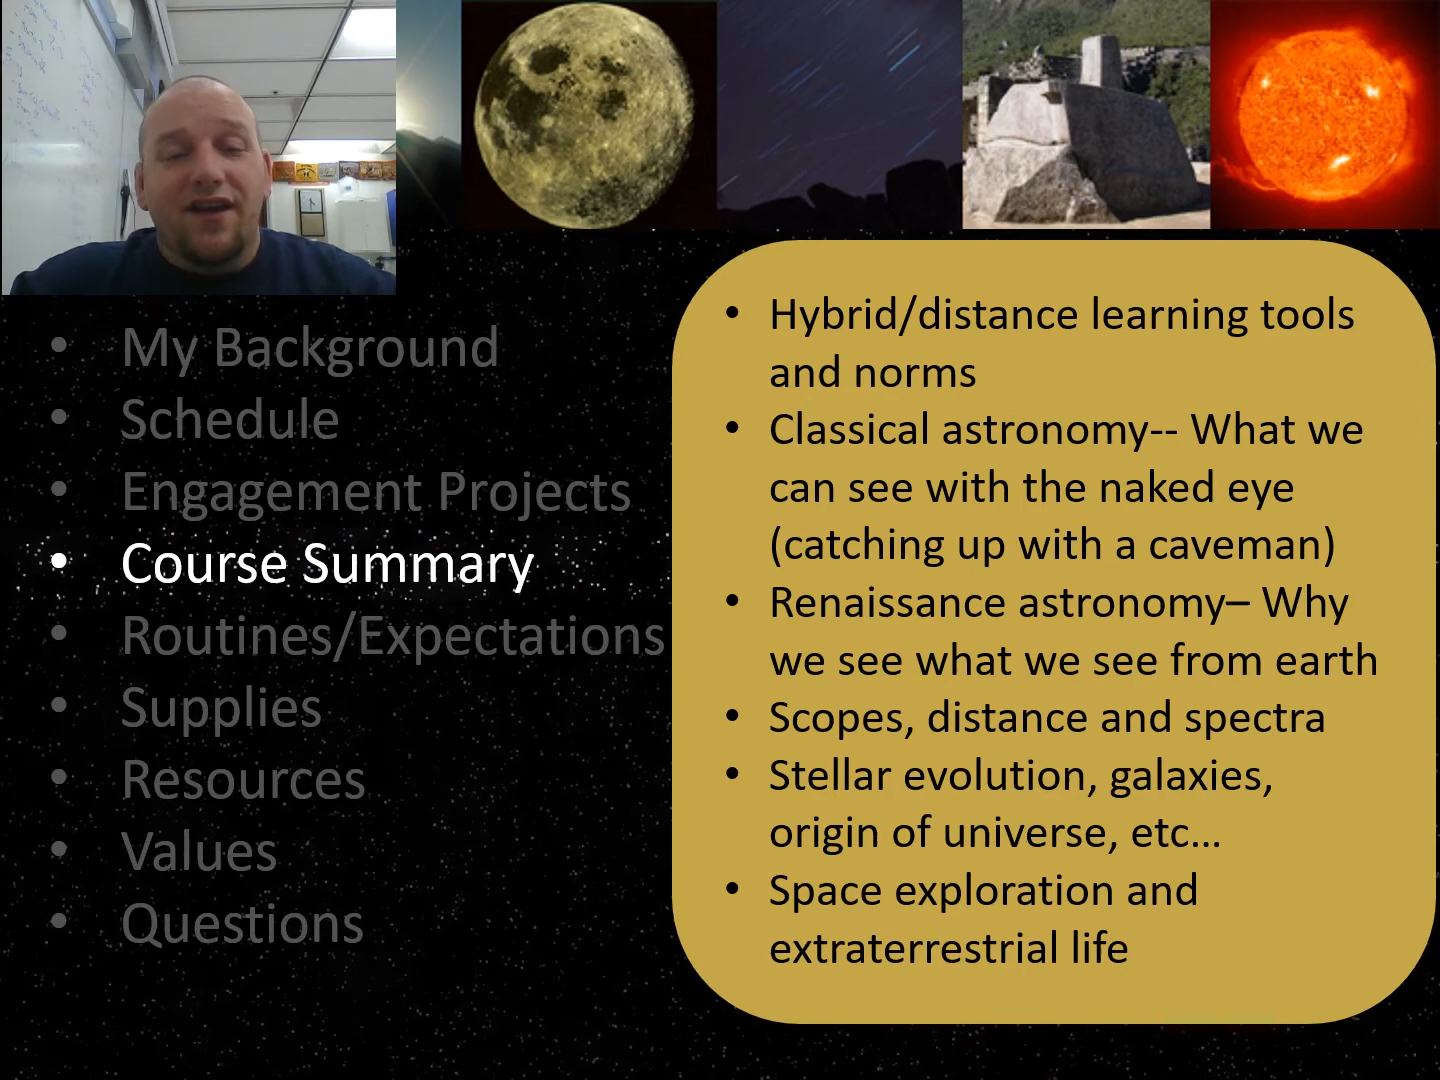 • My Background
• Schedule
• Engagement Projects
• Course Summary
• Routines/Expectations
• Supplies
• Resources
• Values
• Questions
• Hybrid/distance learning tools
and norms
• Classical astronomy-- What we
can see with the naked eye
(catching up with a caveman)
• Renaissance astronomy– Why
we see what we see from earth
• Scopes, distance and spectra
• Stellar evolution, galaxies,
origin of universe, etc...
• Space exploration and
extraterrestrial life